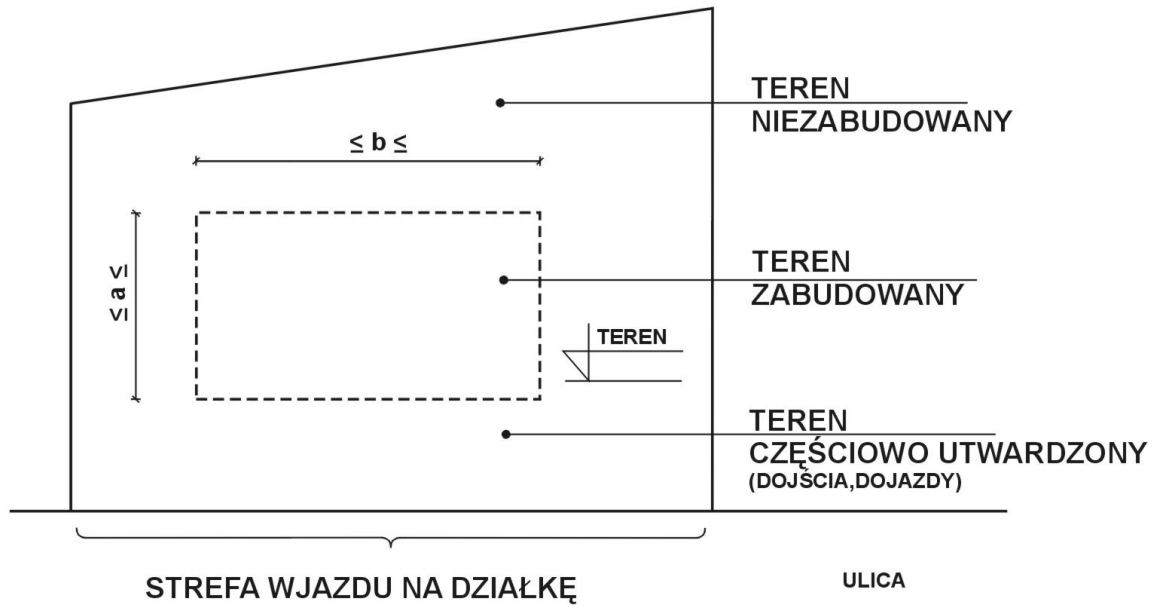 TEREN
NIEZABUDOWANY
≤ b ≤
TEREN
ZABUDOWANY
≤ a ≤
TEREN
TEREN
CZĘŚCIOWO UTWARDZONY
(DOJŚCIA,DOJAZDY)
STREFA WJAZDU NA DZIAŁKĘ
ULICA